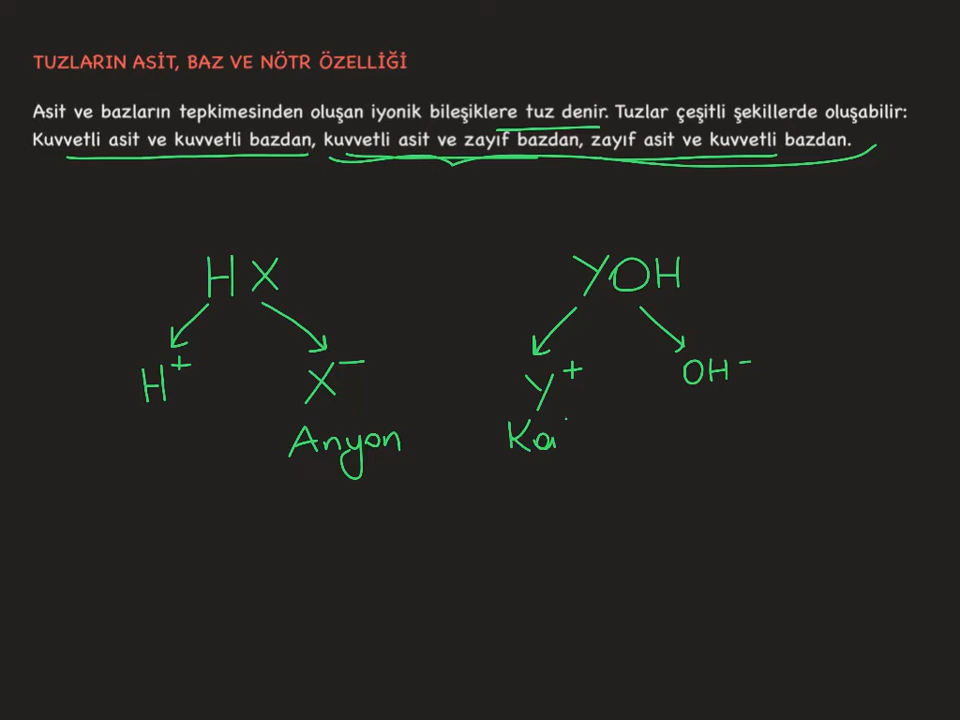 TUZLARIN ASİT, BAZ VE NÖTR ÖZELLİĞİ
Asit ve bazların tepkimesinden oluşan iyonik bileşiklere tuz denir. Tuzlar çeşitli şekillerde oluşabilir:
Kuvvetli asit ve kuvvetli bazdan, kuvvetli asit ve zayıf bazdan, zayıf asit ve kuvvetli bazdan.
HX YOH
H⁺ X⁻ Y⁺ OH⁻
Anyon Ka